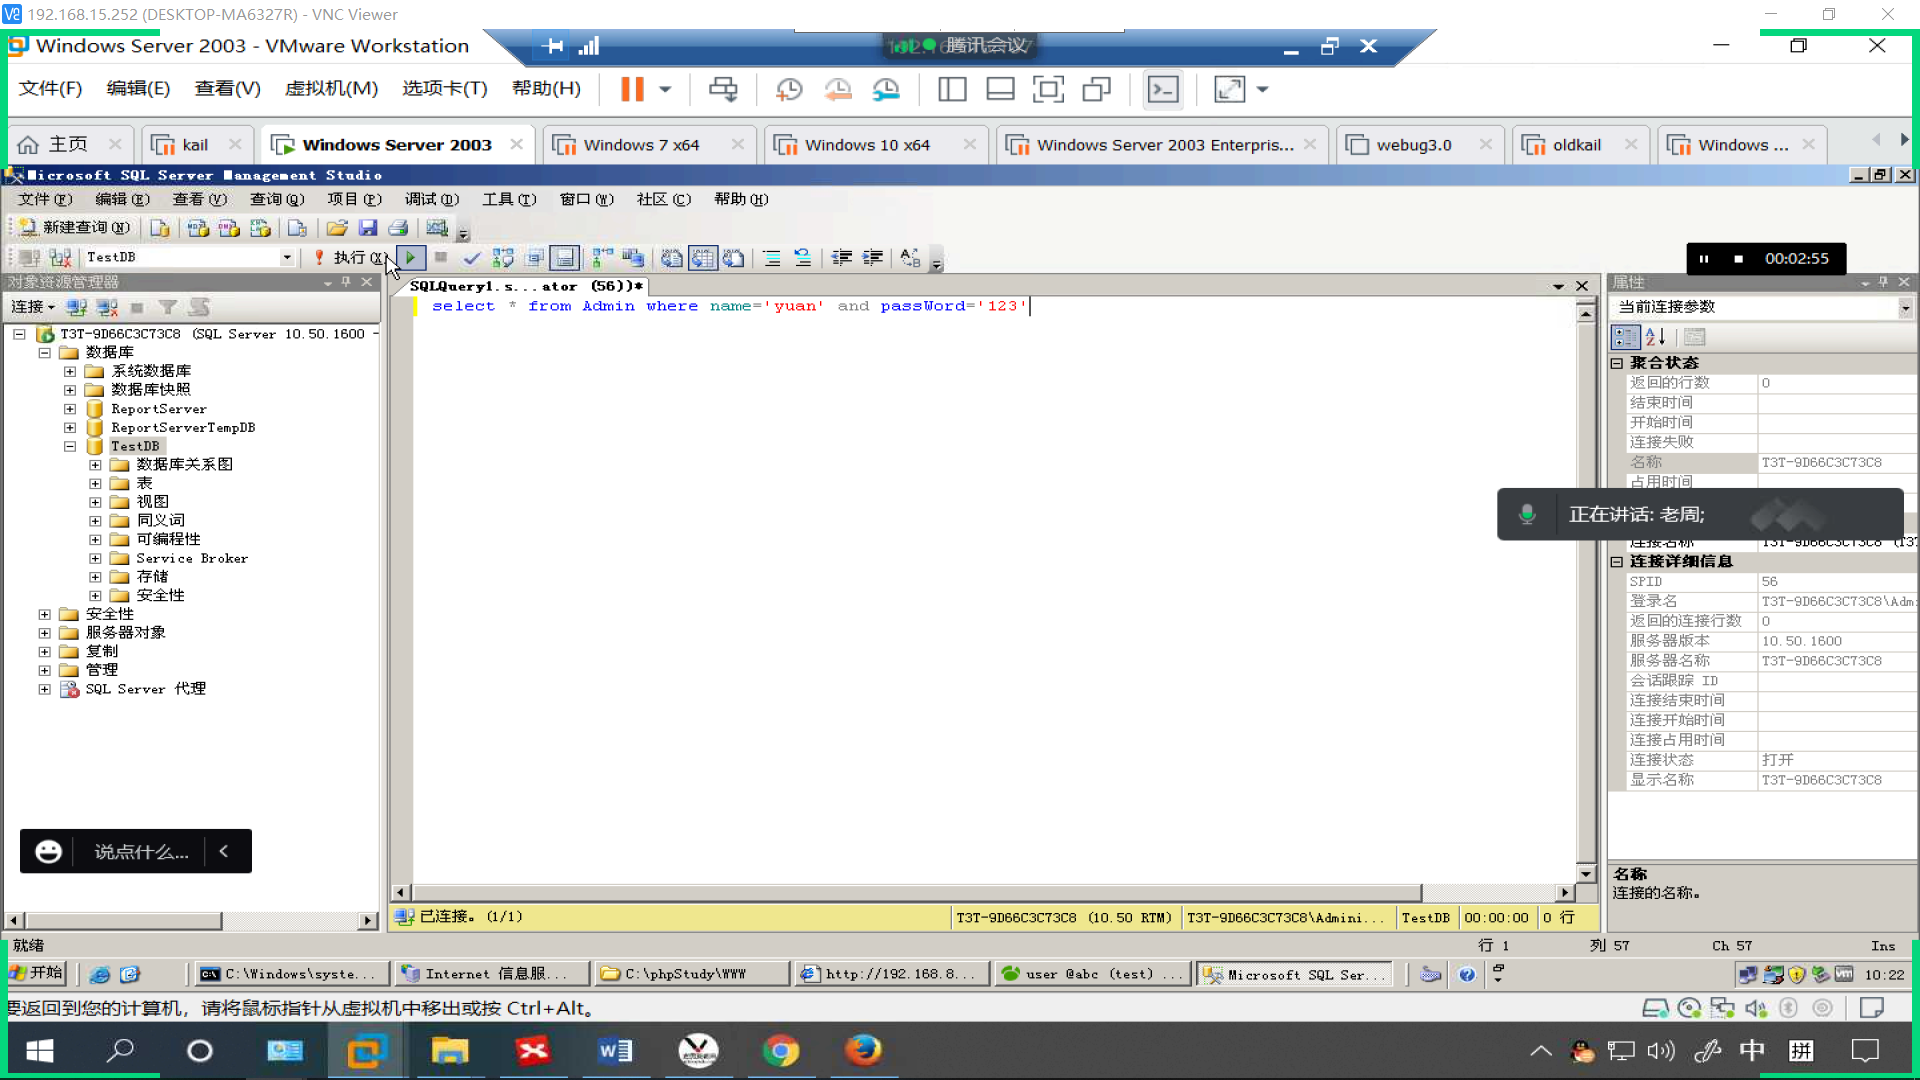 192.168.15.252 (DESKTOP-MA6327R) - VNC Viewer
Windows Server 2003 - VMware Workstation
腾讯会议
文件(F) 编辑(E) 查看(V) 虚拟机(M) 选项卡(T) 帮助(H)
主页 kail Windows Server 2003 Windows 7 x64 Windows 10 x64 Windows Server 2003 Enterpris... webug3.0 oldkail Windows ...
Microsoft SQL Server Management Studio
文件(F) 编辑(E) 查看(V) 查询(Q) 项目(P) 调试(D) 工具(T) 窗口(W) 社区(C) 帮助(H)
新建查询(N)
TestDB 执行(X)
00:02:55
对象资源管理器
连接
SQLQuery1.s...ator (56))*
select * from Admin where name='yuan' and passWord='123'
T3T-9D66C3C73C8 (SQL Server 10.50.1600 -
数据库
系统数据库
数据库快照
ReportServer
ReportServerTempDB
TestDB
数据库关系图
表
视图
同义词
可编程性
Service Broker
存储
安全性
安全性
服务器对象
复制
管理
SQL Server 代理
说点什么...
属性
当前连接参数
聚合状态
返回的行数 0
结束时间
开始时间
连接失败
名称 T3T-9D66C3C73C8
占用时间
正在讲话: 老周;
连接名称 T3T-9D66C3C73C8 (T3T
连接详细信息
SPID 56
登录名 T3T-9D66C3C73C8\Adm
返回的连接行数 0
服务器版本 10.50.1600
服务器名称 T3T-9D66C3C73C8
会话跟踪 ID
连接结束时间
连接开始时间
连接占用时间
连接状态 打开
显示名称 T3T-9D66C3C73C8
名称
连接的名称。
已连接。(1/1) T3T-9D66C3C73C8 (10.50 RTM) T3T-9D66C3C73C8\Admini... TestDB 00:00:00 0 行
就绪 行 1 列 57 Ch 57 Ins
开始 C:\Windows\syste... Internet 信息服... C:\phpStudy\WWW http://192.168.8... user @abc (test) ... Microsoft SQL Ser... 10:22
要返回到您的计算机，请将鼠标指针从虚拟机中移出或按 Ctrl+Alt。
中 拼